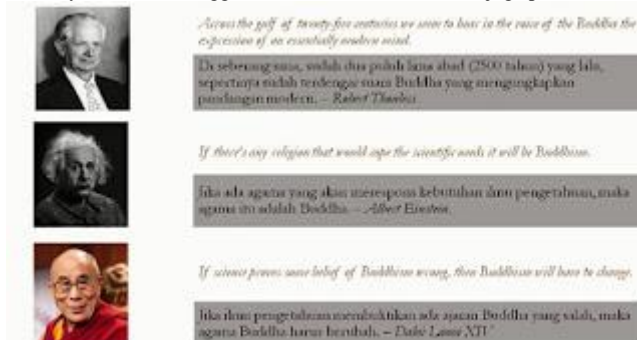 Across the gulf of twenty-five centuries we seem to hear in the voice of the Buddha the
expression of an essentially modern mind.
Di seberang sana, sudah dua puluh lima abad (2500 tahun) yang lalu,
sepertinya sudah terdengar suara Buddha yang mengungkapkan
pandangan modern. – Robert Thouless
If there's any religion that would cope the scientific needs it will be Buddhism.
Jika ada agama yang akan merespons kebutuhan ilmu pengetahuan, maka
agama itu adalah Buddha. – Albert Einstein
If science proves some belief of Buddhism wrong, then Buddhism will have to change.
Jika ilmu pengetahuan membuktikan ada ajaran Buddha yang salah, maka
agama Buddha harus berubah. – Dalai Lama XIV